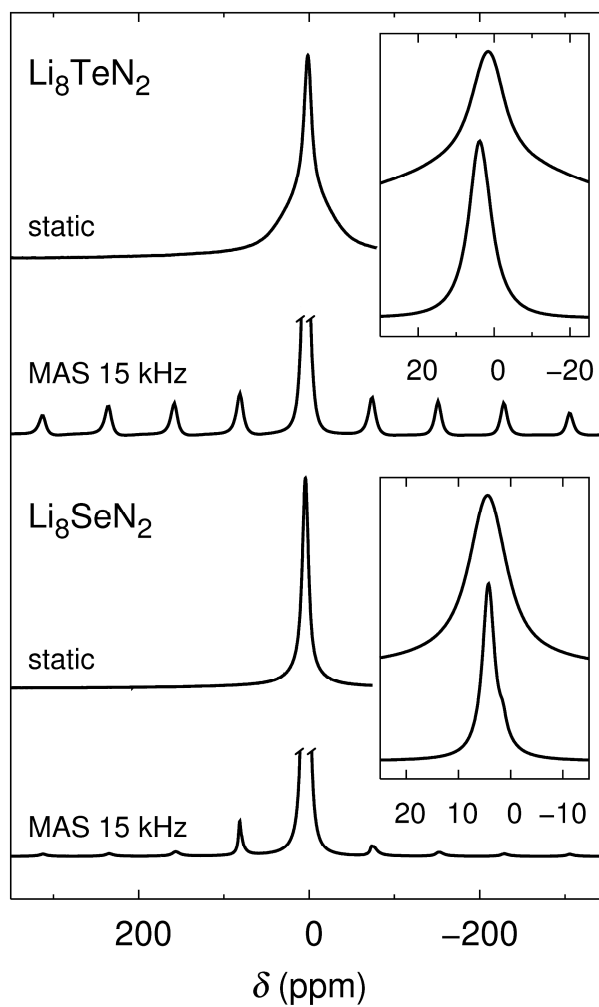 Li₈TeN₂
static
20 0 −20
MAS 15 kHz
Li₈SeN₂
static
20 10 0 −10
MAS 15 kHz
200 0 −200
δ (ppm)